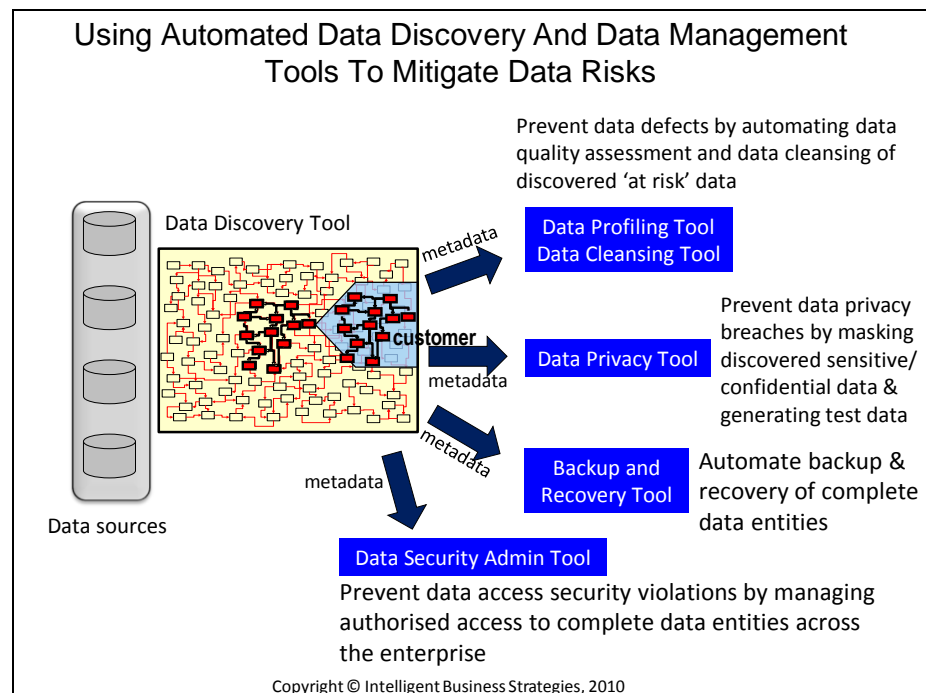 Using Automated Data Discovery And Data Management
Tools To Mitigate Data Risks
Prevent data defects by automating data
quality assessment and data cleansing of
discovered ‘at risk’ data
Data Discovery Tool
metadata
Data Profiling Tool
Data Cleansing Tool
customer
metadata
Data Privacy Tool
Prevent data privacy
breaches by masking
discovered sensitive/
confidential data &
generating test data
metadata
Backup and
Recovery Tool
Automate backup &
recovery of complete
data entities
metadata
Data sources
Data Security Admin Tool
Prevent data access security violations by managing
authorised access to complete data entities across
the enterprise
Copyright © Intelligent Business Strategies, 2010